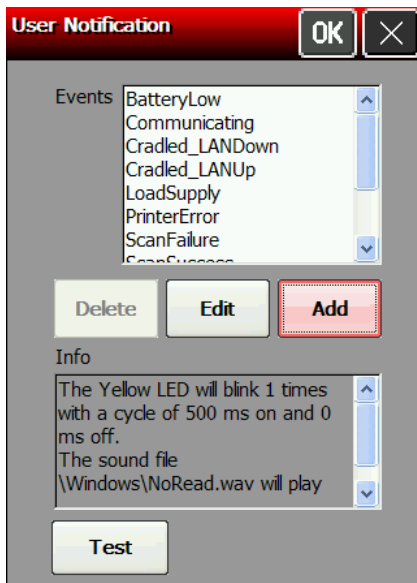 User Notification OK
Events
BatteryLow
Communicating
Cradled_LANDown
Cradled_LANUp
LoadSupply
PrinterError
ScanFailure
ScanSuccess
Delete Edit Add
Info
The Yellow LED will blink 1 times
with a cycle of 500 ms on and 0
ms off.
The sound file
\Windows\NoRead.wav will play
Test